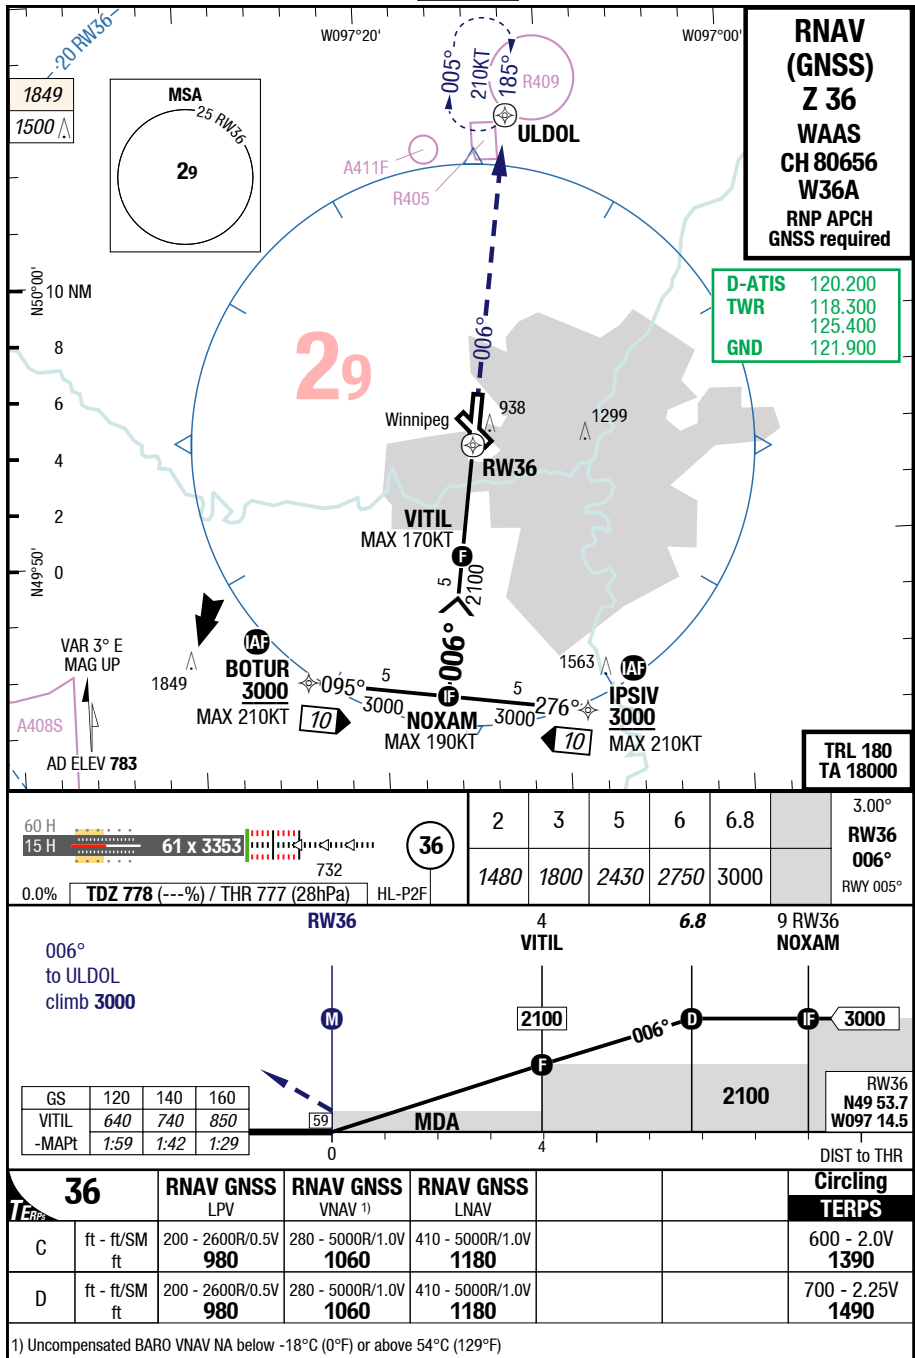 RNAV
(GNSS)
Z 36
WAAS
CH 80656
W36A
RNP APCH
GNSS required
20 RW36
W097°20'
W097°00'
1849
1500
MSA
25 RW36
29
005°
210KT
185°
R409
ULDOL
A411F
R405
D-ATIS 120.200
TWR 118.300
125.400
GND 121.900
N50°00'
10 NM
8
6
4
2
0
N49°50'
29
006°
Winnipeg
938
1299
RW36
VITIL
MAX 170KT
F
5
2100
006°
VAR 3° E
MAG UP
1849
IAF
BOTUR
3000
MAX 210KT
095°
5
3000
10
IF
NOXAM
MAX 190KT
5
3000
276°
10
1563
IAF
IPSIV
3000
MAX 210KT
A408S
AD ELEV 783
TRL 180
TA 18000
60 H
15 H
61 x 3353
732
36
0.0%
TDZ 778 (---%) / THR 777 (28hPa)
HL-P2F
2 3 5 6 6.8
1480 1800 2430 2750 3000
3.00°
RW36
006°
RWY 005°
RW36
4
VITIL
6.8
9 RW36
NOXAM
006°
to ULDOL
climb 3000
M
2100
F
006°
D
IF
3000
2100
MDA
59
0
4
RW36
N49 53.7
W097 14.5
DIST to THR
GS 120 140 160
VITIL 640 740 850
-MAPt 1:59 1:42 1:29
TERPS
36
RNAV GNSS
LPV
RNAV GNSS
VNAV 1)
RNAV GNSS
LNAV
Circling
TERPS
C
ft - ft/SM
ft
200 - 2600R/0.5V
980
280 - 5000R/1.0V
1060
410 - 5000R/1.0V
1180
600 - 2.0V
1390
D
ft - ft/SM
ft
200 - 2600R/0.5V
980
280 - 5000R/1.0V
1060
410 - 5000R/1.0V
1180
700 - 2.25V
1490
1) Uncompensated BARO VNAV NA below -18°C (0°F) or above 54°C (129°F)